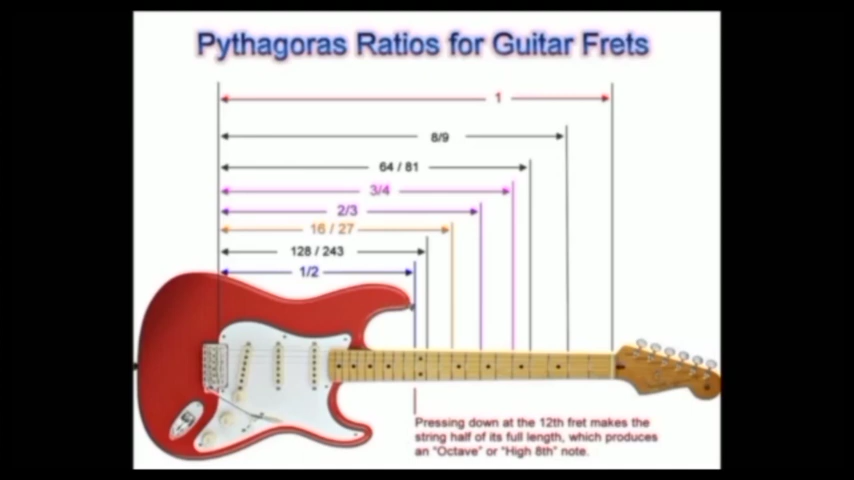 Pythagoras Ratios for Guitar Frets
1
8/9
64 / 81
3/4
2/3
16 / 27
128 / 243
1/2
Pressing down at the 12th fret makes the
string half of its full length, which produces
an "Octave" or "High 8th" note.